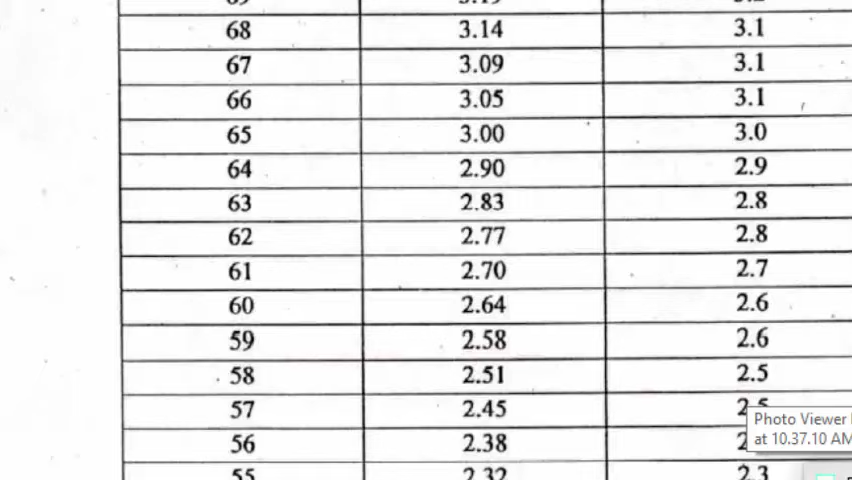 68 3.14 3.1
67 3.09 3.1
66 3.05 3.1
65 3.00 3.0
64 2.90 2.9
63 2.83 2.8
62 2.77 2.8
61 2.70 2.7
60 2.64 2.6
59 2.58 2.6
58 2.51 2.5
57 2.45
Photo Viewer
at 10.37.10 AM
56 2.38
55 2.32 2.3